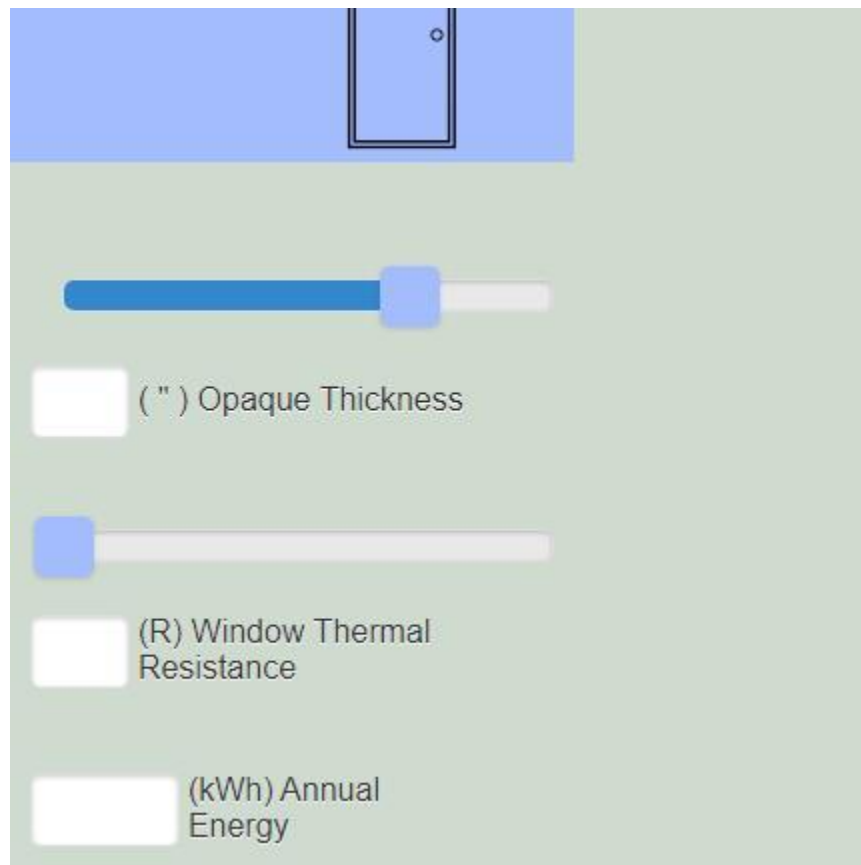 ( " ) Opaque Thickness
(R) Window Thermal
Resistance
(kWh) Annual
Energy